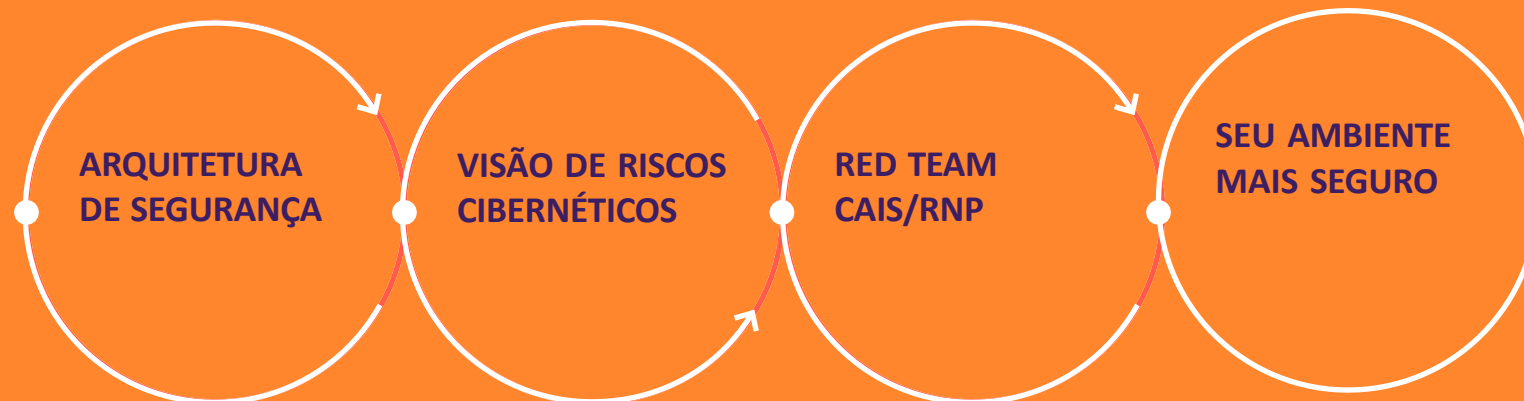 ARQUITETURA
DE SEGURANÇA
VISÃO DE RISCOS
CIBERNÉTICOS
RED TEAM
CAIS/RNP
SEU AMBIENTE
MAIS SEGURO